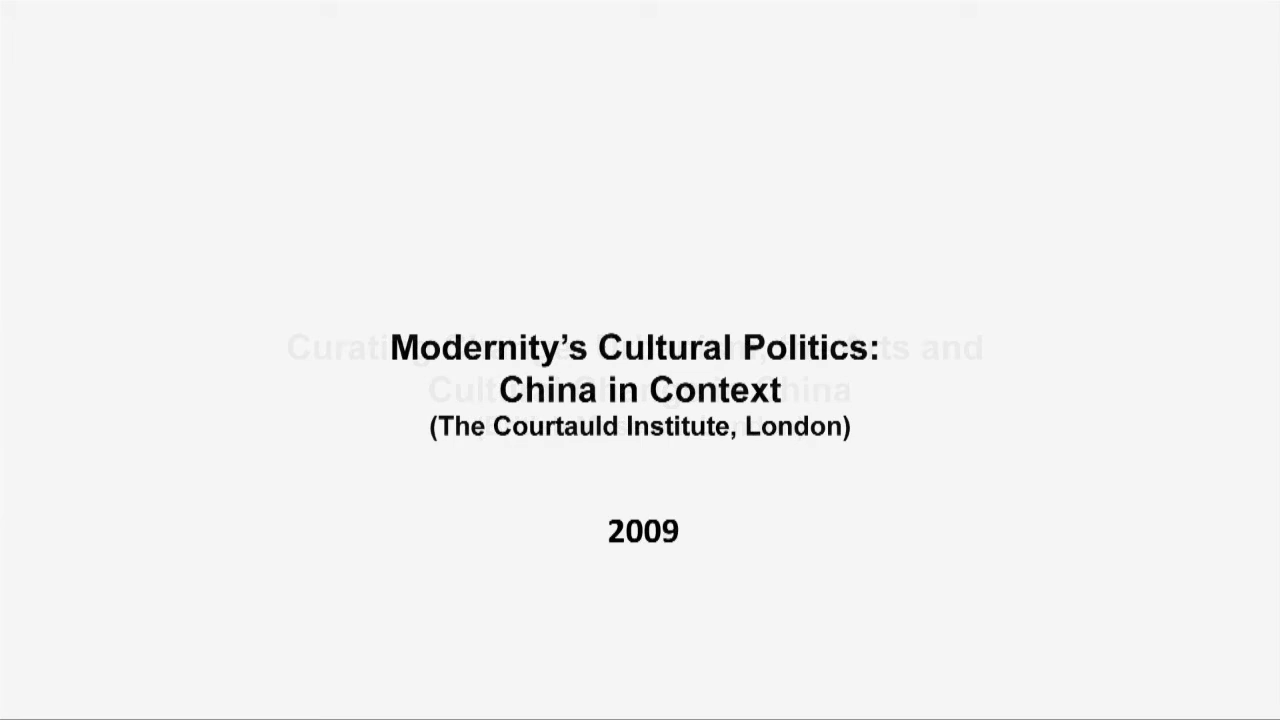 Modernity's Cultural Politics:
China in Context
(The Courtauld Institute, London)
2009